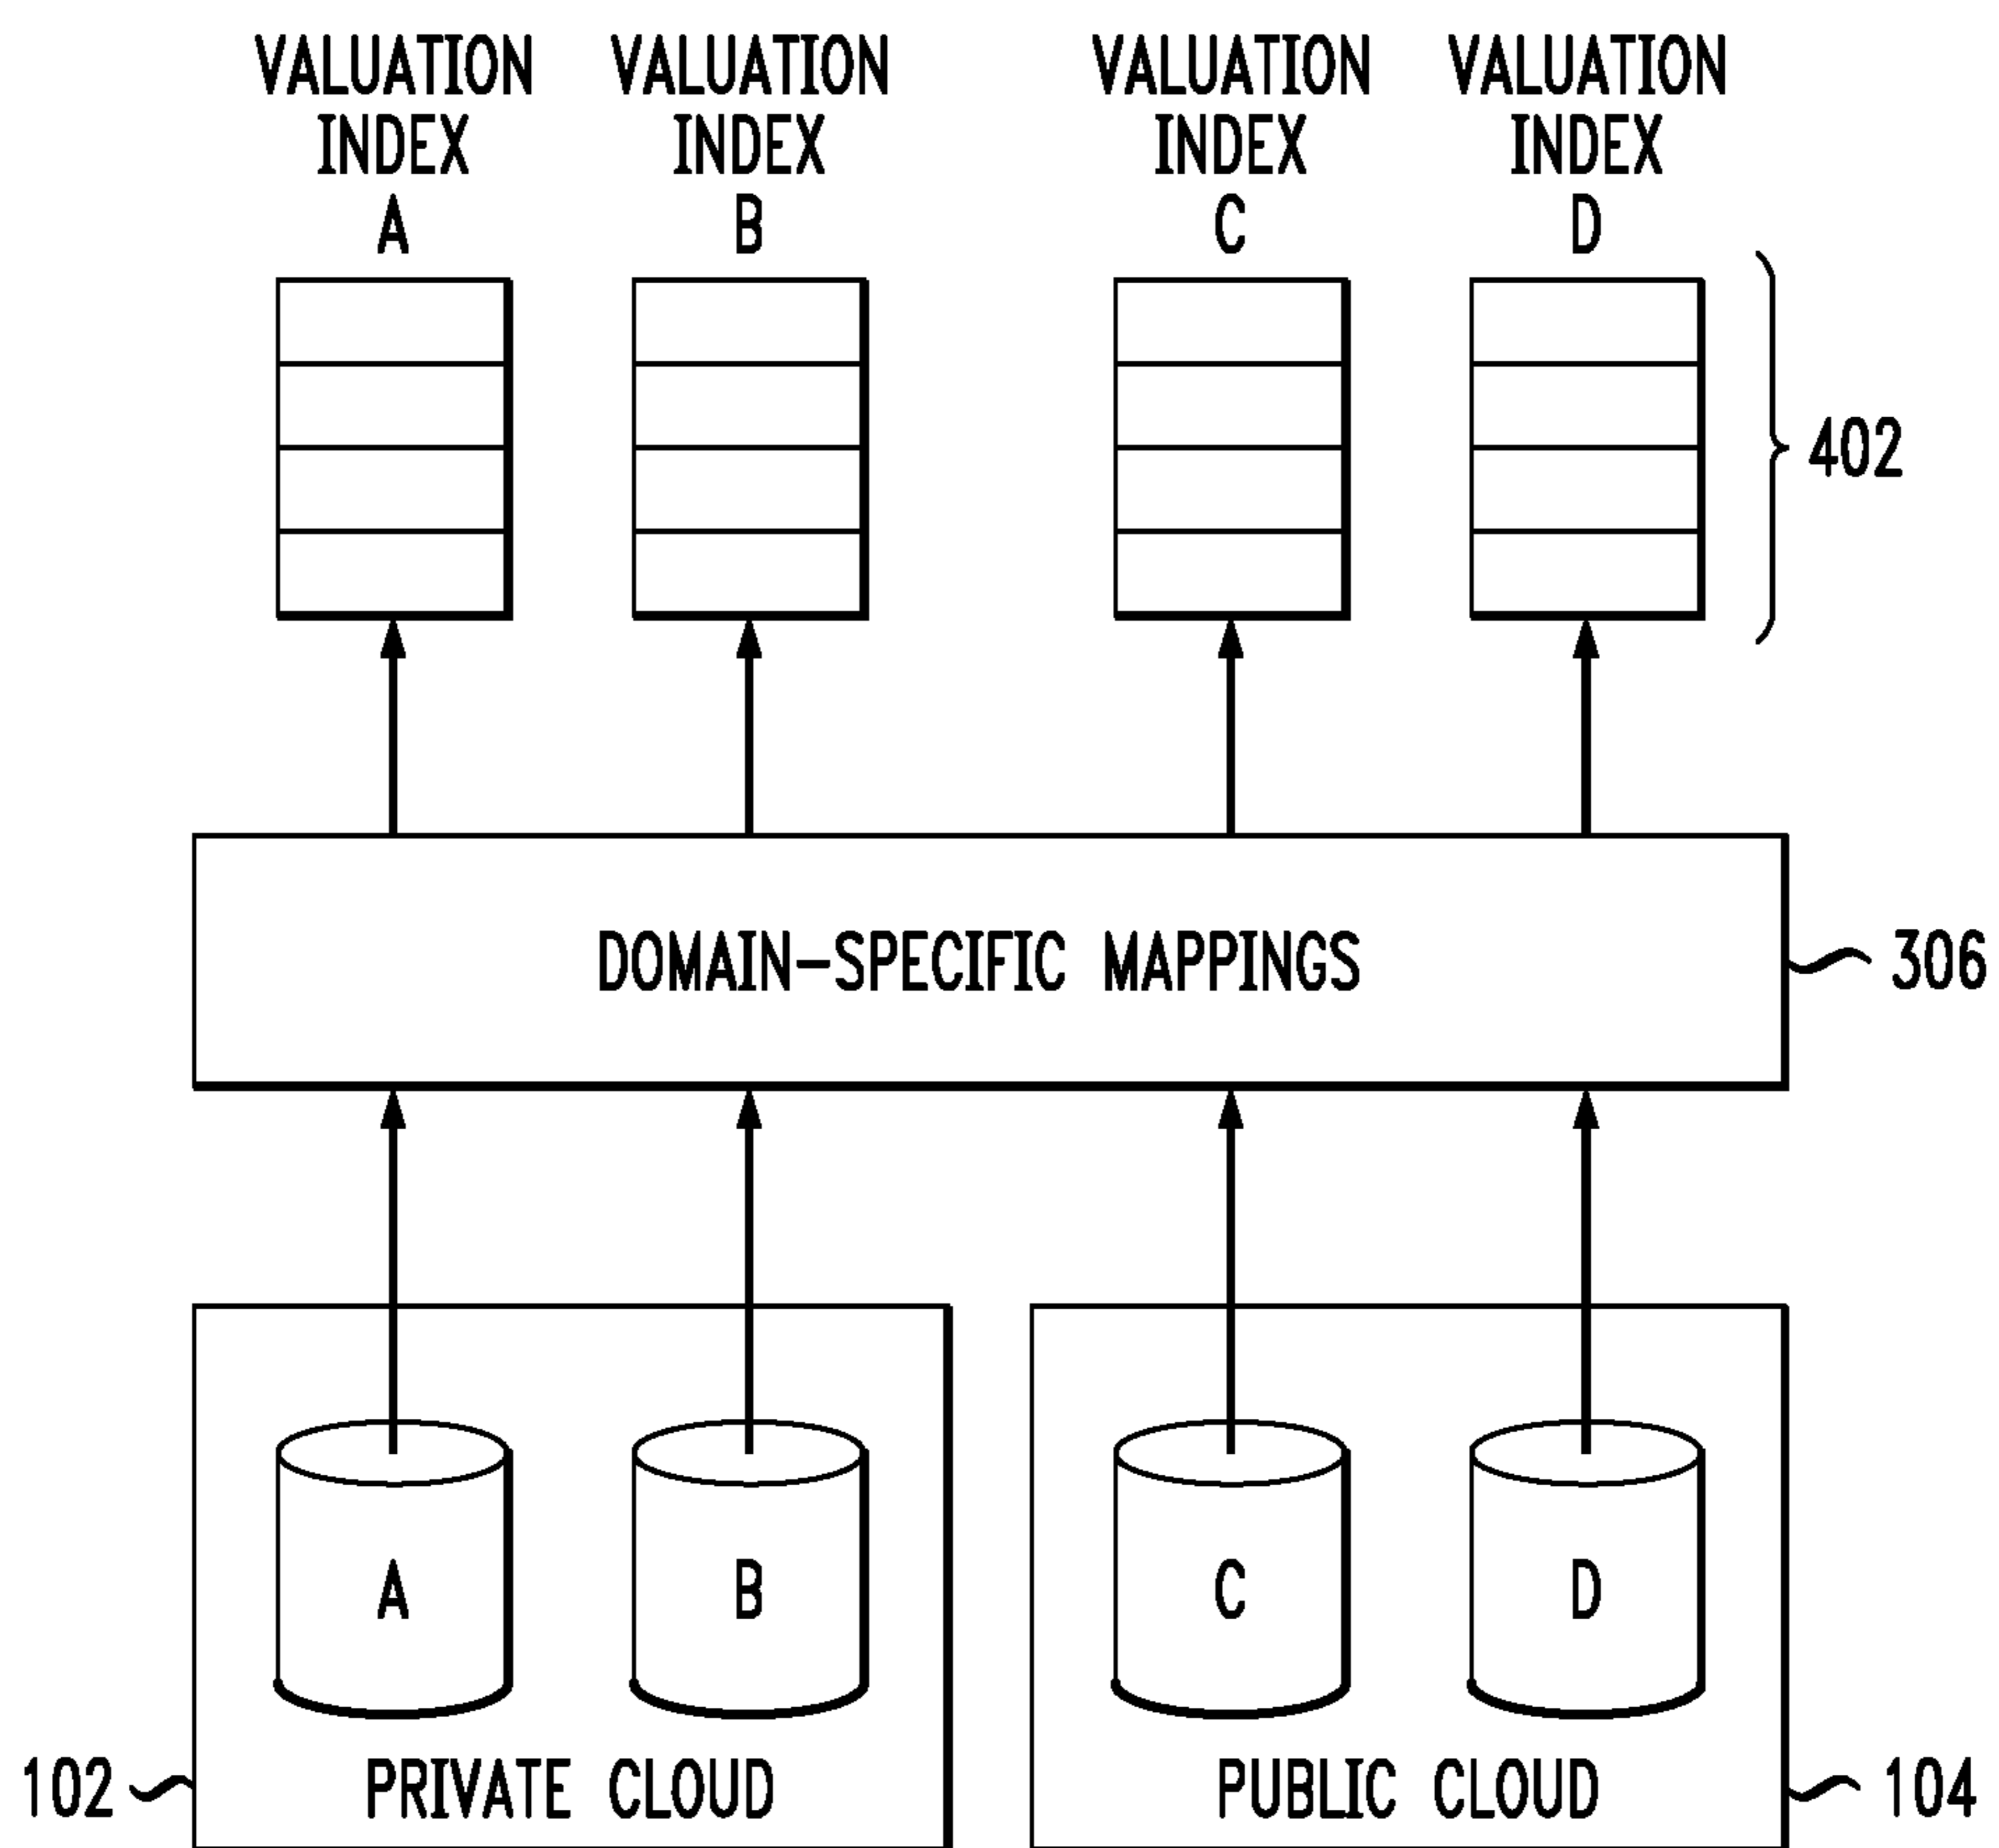 VALUATION INDEX A
VALUATION INDEX B
VALUATION INDEX C
VALUATION INDEX D
402
DOMAIN-SPECIFIC MAPPINGS
306
A
B
C
D
102
PRIVATE CLOUD
PUBLIC CLOUD
104